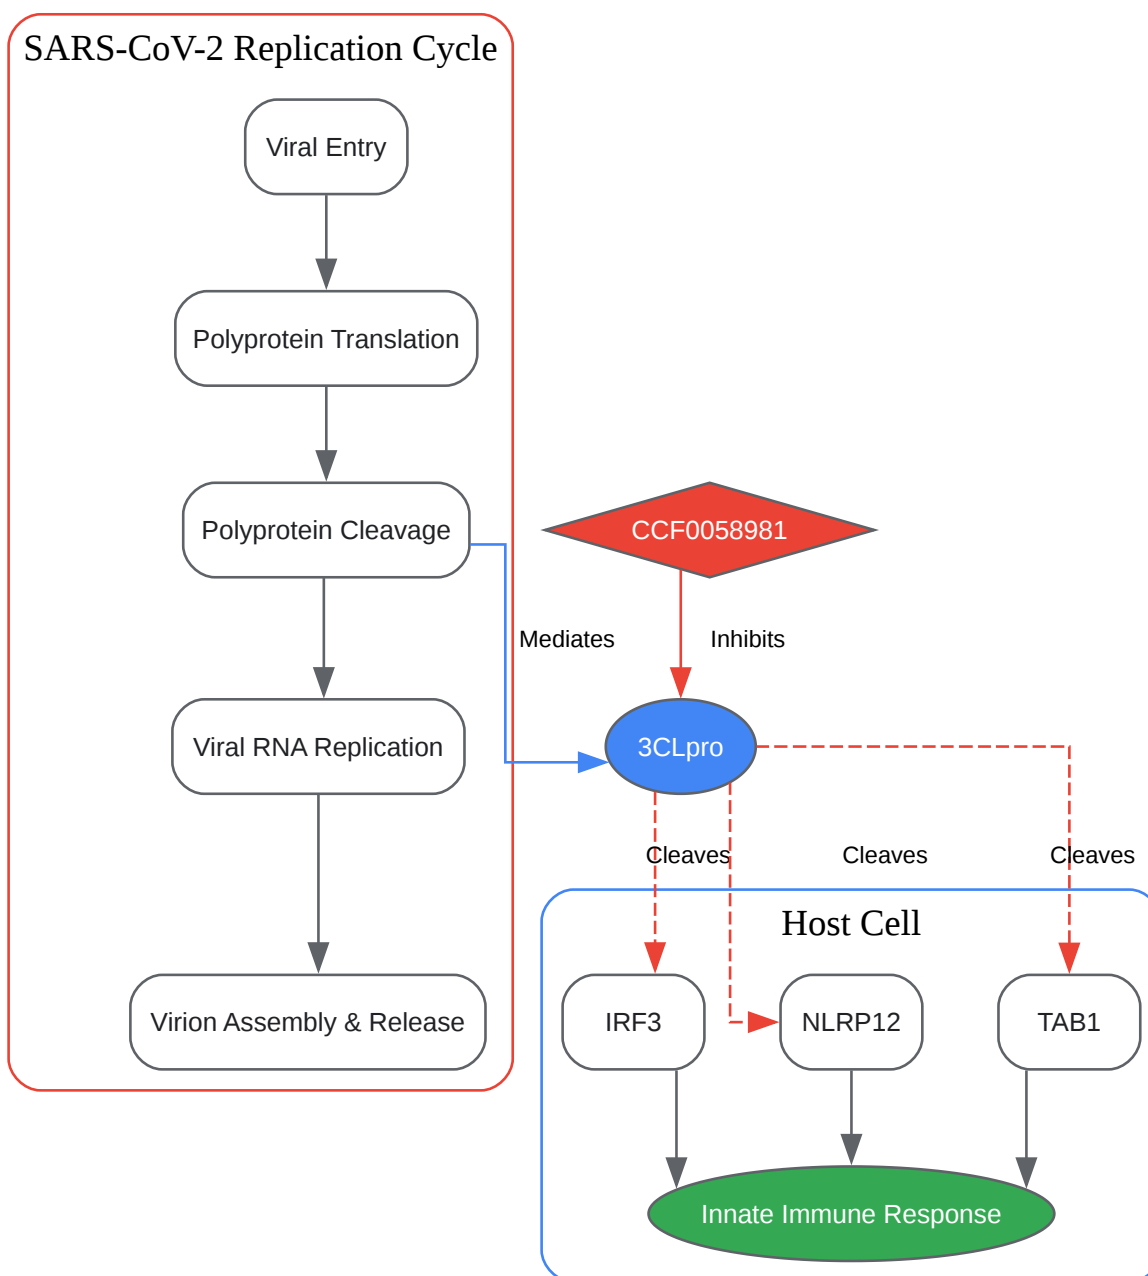 SARS-CoV-2 Replication Cycle
Viral Entry
Polyprotein Translation
Polyprotein Cleavage
CCF0058981
Mediates
Inhibits
Viral RNA Replication
3CLpro
Cleaves
Cleaves
Cleaves
Host Cell
Virion Assembly & Release
IRF3
NLRP12
TAB1
Innate Immune Response